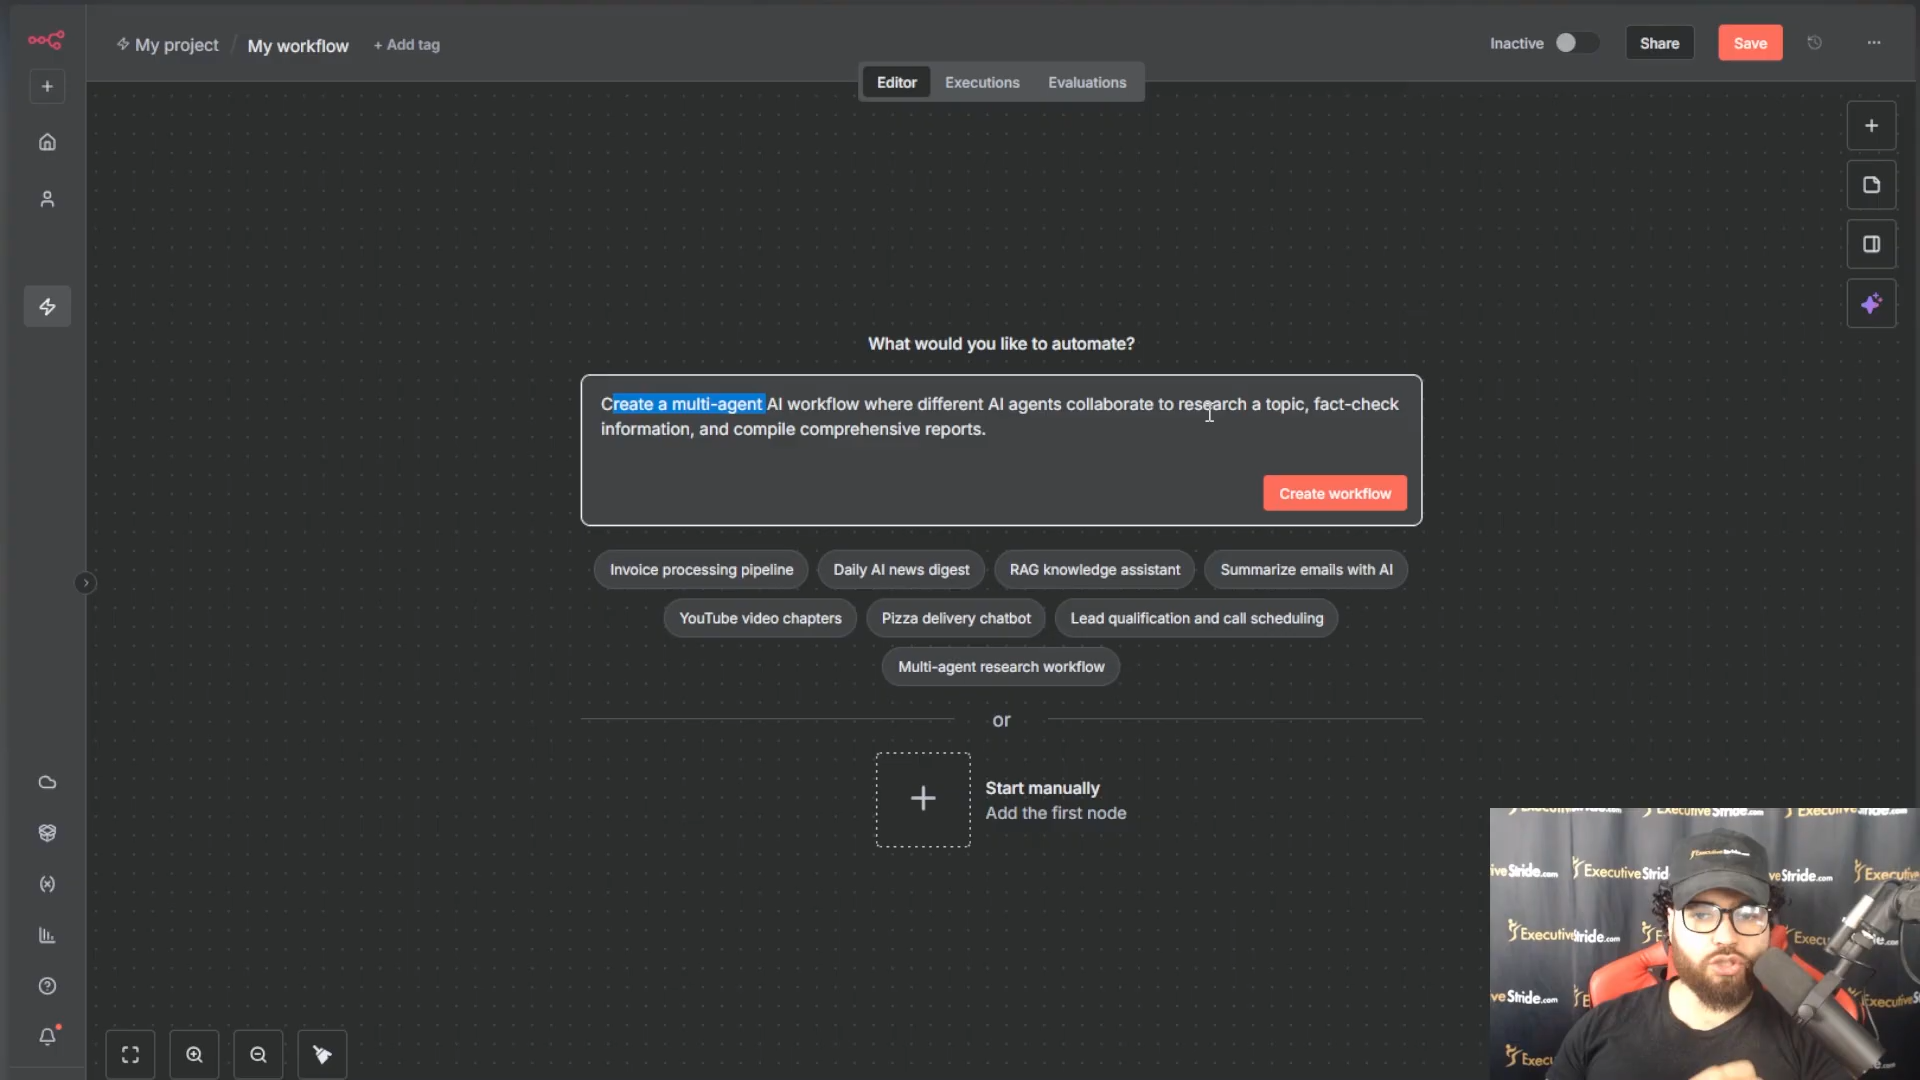 My project / My workflow + Add tag
Inactive
Share
Save
Editor Executions Evaluations
What would you like to automate?
Create a multi-agent AI workflow where different AI agents collaborate to research a topic, fact-check
information, and compile comprehensive reports.
Create workflow
Invoice processing pipeline
Daily AI news digest
RAG knowledge assistant
Summarize emails with AI
YouTube video chapters
Pizza delivery chatbot
Lead qualification and call scheduling
Multi-agent research workflow
or
Start manually
Add the first node
ExecutiveStride.com